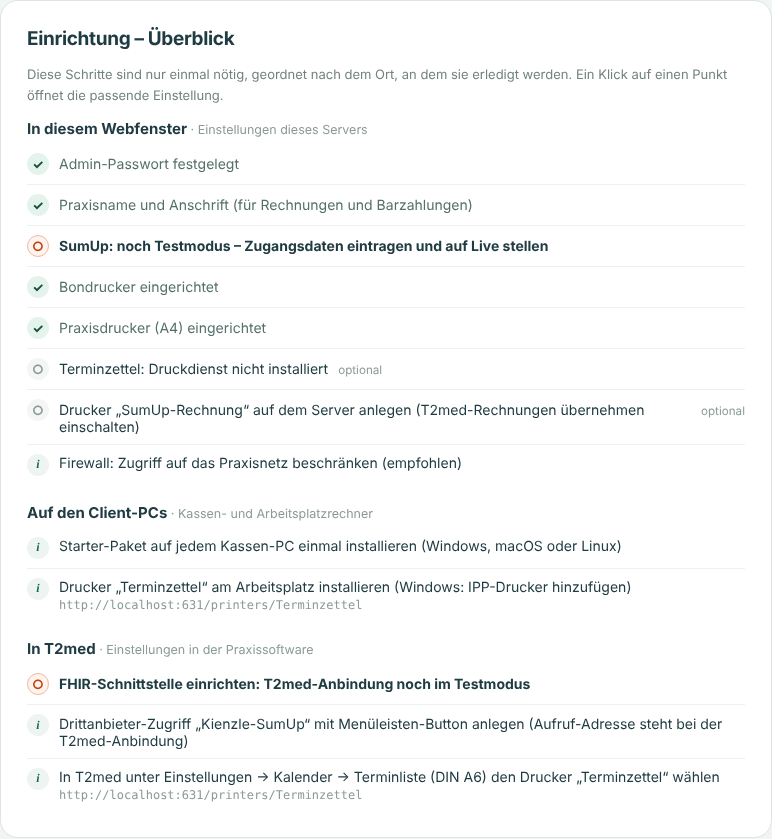 Einrichtung – Überblick
Diese Schritte sind nur einmal nötig, geordnet nach dem Ort, an dem sie erledigt werden. Ein Klick auf einen Punkt
öffnet die passende Einstellung.
In diesem Webfenster · Einstellungen dieses Servers
Admin-Passwort festgelegt
Praxisname und Anschrift (für Rechnungen und Barzahlungen)
SumUp: noch Testmodus – Zugangsdaten eintragen und auf Live stellen
Bondrucker eingerichtet
Praxisdrucker (A4) eingerichtet
Terminzettel: Druckdienst nicht installiert optional
Drucker „SumUp-Rechnung“ auf dem Server anlegen (T2med-Rechnungen übernehmen optional
einschalten)
i Firewall: Zugriff auf das Praxisnetz beschränken (empfohlen)
Auf den Client-PCs · Kassen- und Arbeitsplatzrechner
i Starter-Paket auf jedem Kassen-PC einmal installieren (Windows, macOS oder Linux)
i Drucker „Terminzettel“ am Arbeitsplatz installieren (Windows: IPP-Drucker hinzufügen)
http://localhost:631/printers/Terminzettel
In T2med · Einstellungen in der Praxissoftware
FHIR-Schnittstelle einrichten: T2med-Anbindung noch im Testmodus
i Drittanbieter-Zugriff „Kienzle-SumUp“ mit Menüleisten-Button anlegen (Aufruf-Adresse steht bei der
T2med-Anbindung)
i In T2med unter Einstellungen → Kalender → Terminliste (DIN A6) den Drucker „Terminzettel“ wählen
http://localhost:631/printers/Terminzettel